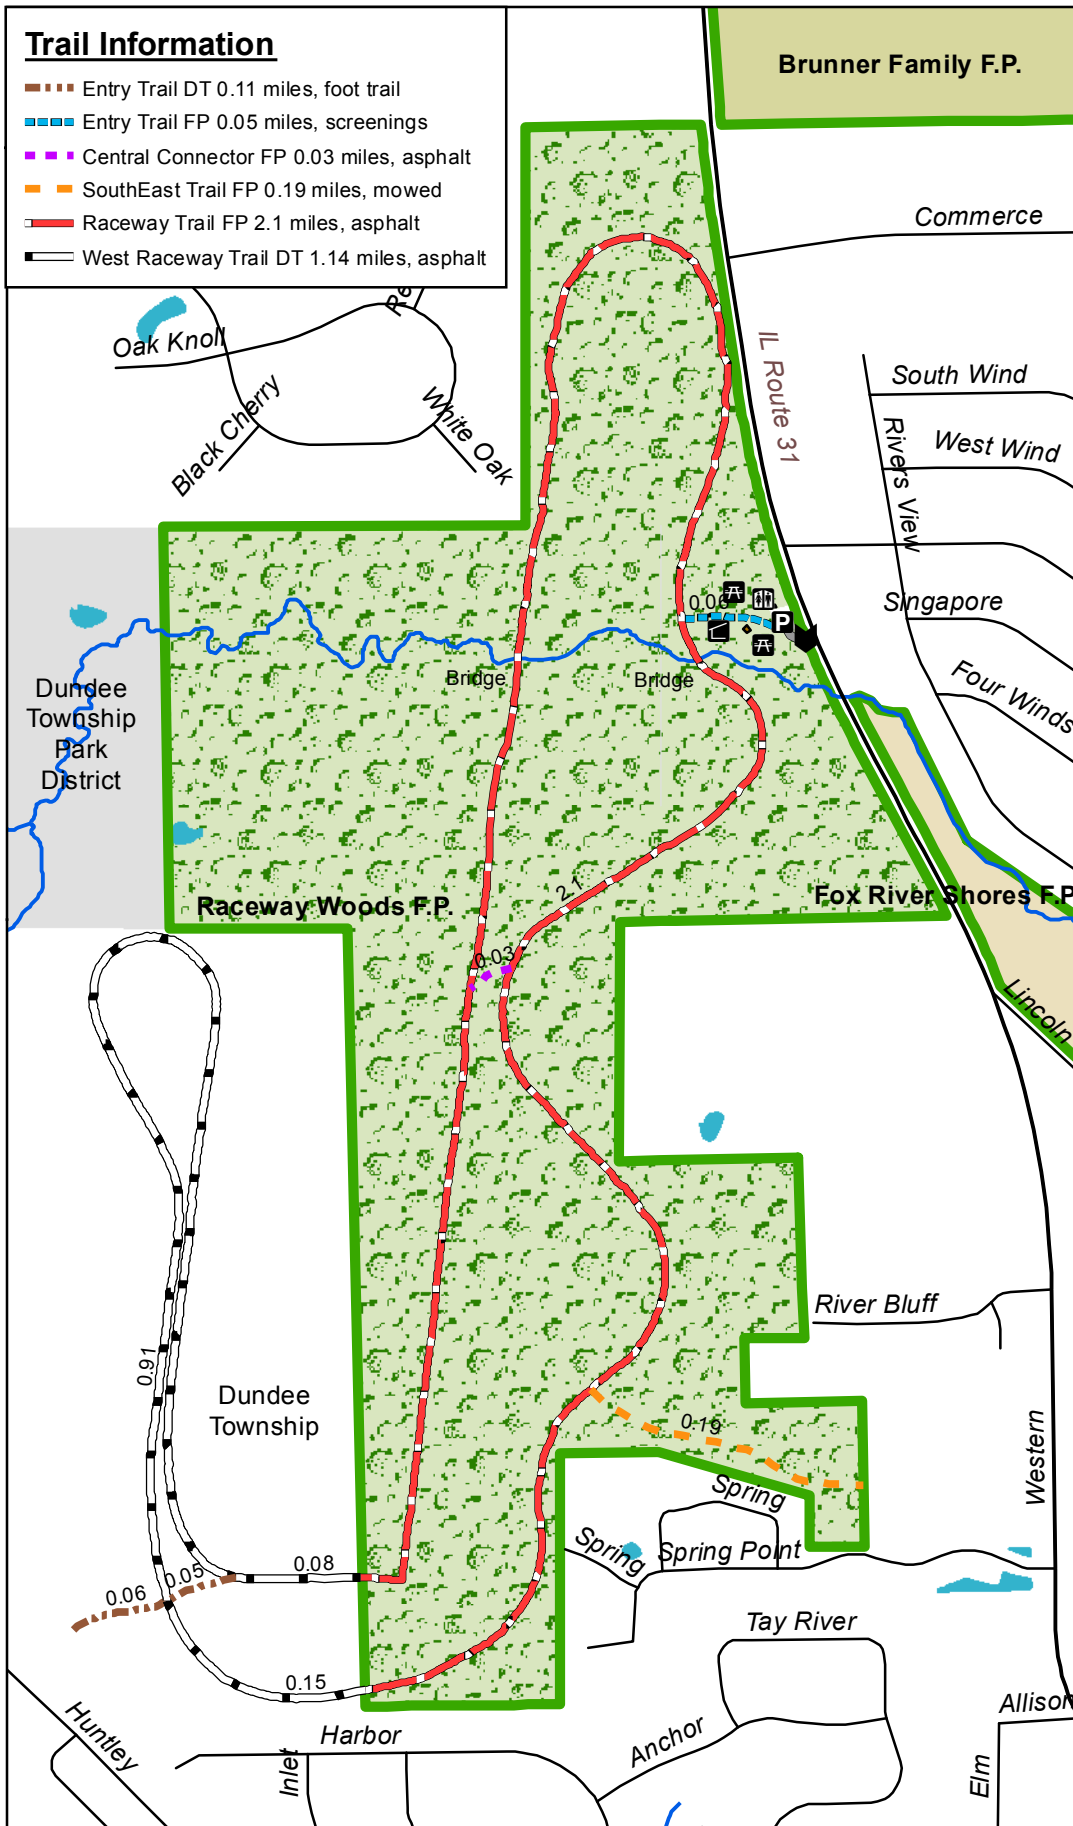 Trail Information
Entry Trail DT 0.11 miles, foot trail
Entry Trail FP 0.05 miles, screenings
Central Connector FP 0.03 miles, asphalt
SouthEast Trail FP 0.19 miles, mowed
Raceway Trail FP 2.1 miles, asphalt
West Raceway Trail DT 1.14 miles, asphalt
Brunner Family F.P.
Commerce
Re
Oak Knoll
IL Route 31
South Wind
Black Cherry
White Oak
Rivers View
West Wind
0.06
P
Singapore
Bridge
Bridge
Four Winds
Dundee
Township
Park
District
2.1
Raceway Woods F.P.
Fox River Shores F.P
0.03
Lincoln
River Bluff
0.91
Dundee
Township
0.19
Western
Spring
Spring
Spring Point
0.08
0.05
0.06
Tay River
0.15
Huntley
Harbor
Anchor
Allison
Inlet
Elm